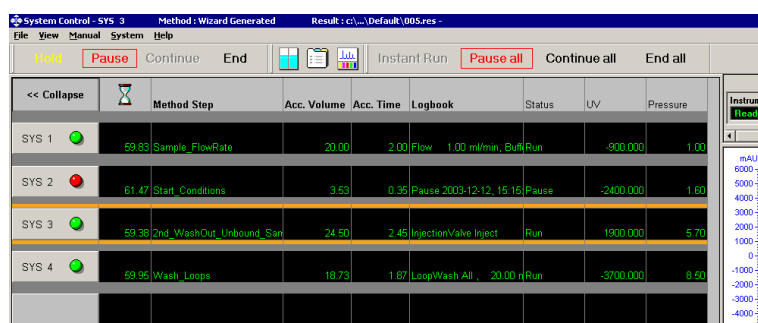 System Control - SYS 3 Method : Wizard Generated Result : c:\...\Default\005.res -
File View Manual System Help
Hold Pause Continue End Instant Run Pause all Continue all End all
<< Collapse Method Step Acc. Volume Acc. Time Logbook Status UV Pressure
SYS 1 59.83 Sample_FlowRate 20.00 2.00 Flow 1.00 ml/min, Buff Run -900.000 1.00
SYS 2 61.47 Start_Conditions 3.53 0.35 Pause 2003-12-12, 15:15: Pause -2400.000 1.60
SYS 3 59.38 2nd_WashOut_Unbound_Sam 24.50 2.45 InjectionValve Inject Run 1900.000 5.70
SYS 4 59.95 Wash_Loops 18.73 1.87 LoopWash All , 20.00 n Run -3700.000 8.50
Instrum
Read
mAU
6000
5000
4000
3000
2000
1000
0
-1000
-2000
-3000
-4000